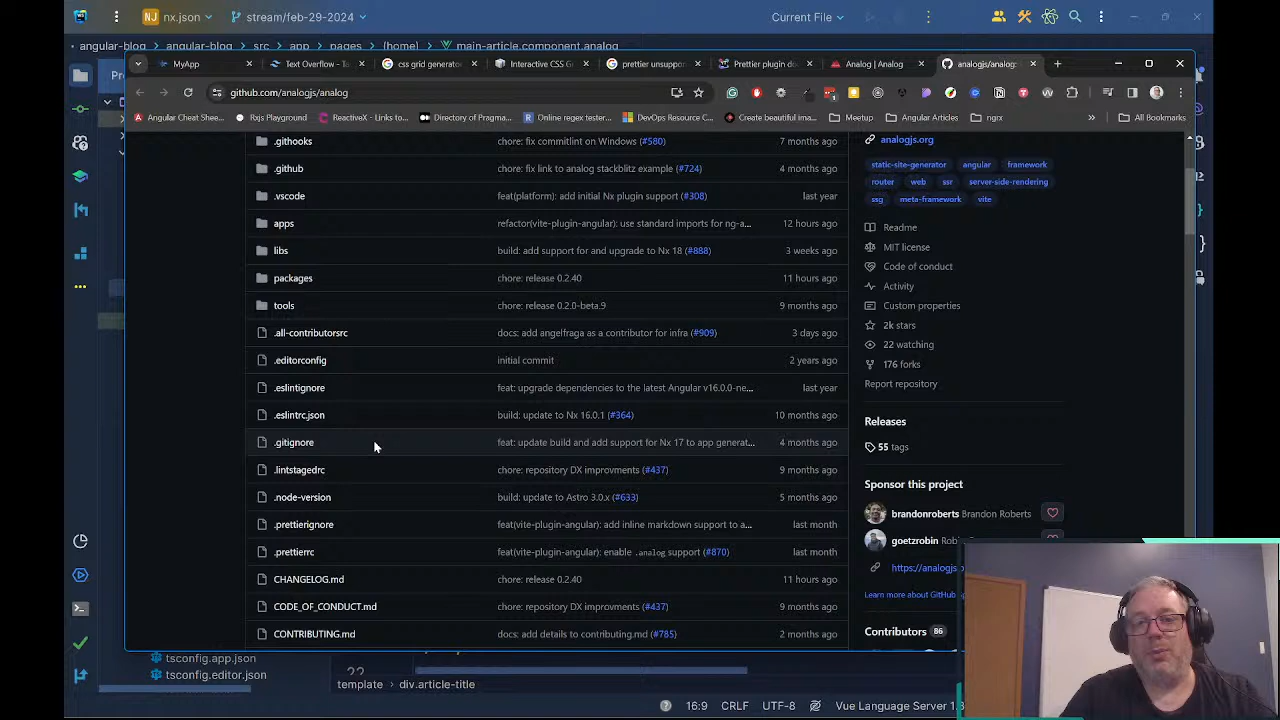 nx.json
stream/feb-29-2024
Current File
angular-blog > angular-blog > src > app > pages > (home) > main-article.component.analog
MyApp
Text Overflow - Ta
css grid generator
Interactive CSS G
prettier unsuppor
Prettier plugin do
Analog | Analog
analogjs/analog:
github.com/analogjs/analog
Angular Cheat Shee...
Rxjs Playground
ReactiveX - Links to...
Directory of Pragma...
Online regex tester...
DevOps Resource C...
Create beautiful ima...
Meetup
Angular Articles
ngrx
All Bookmarks
.githooks chore: fix commitlint on Windows (#580) 7 months ago
.github chore: fix link to analog stackblitz example (#724) 4 months ago
.vscode feat(platform): add initial Nx plugin support (#308) last year
apps refactor(vite-plugin-angular): use standard imports for ng-a... 12 hours ago
libs build: add support for and upgrade to Nx 18 (#888) 3 weeks ago
packages chore: release 0.2.40 11 hours ago
tools chore: release 0.2.0-beta.9 9 months ago
.all-contributorsrc docs: add angelfraga as a contributor for infra (#909) 3 days ago
.editorconfig initial commit 2 years ago
.eslintignore feat: upgrade dependencies to the latest Angular v16.0.0-ne... last year
.eslintrc.json build: update to Nx 16.0.1 (#364) 10 months ago
.gitignore feat: update build and add support for Nx 17 to app generat... 4 months ago
.lintstagedrc chore: repository DX improvments (#437) 9 months ago
.node-version build: update to Astro 3.0.x (#633) 5 months ago
.prettierignore feat(vite-plugin-angular): add inline markdown support to a... last month
.prettierrc feat(vite-plugin-angular): enable .analog support (#870) last month
CHANGELOG.md chore: release 0.2.40 11 hours ago
CODE_OF_CONDUCT.md chore: repository DX improvments (#437) 9 months ago
CONTRIBUTING.md docs: add details to contributing.md (#785) 2 months ago
analogjs.org
static-site-generator angular framework
router web ssr server-side-rendering
ssg meta-framework vite
Readme
MIT license
Code of conduct
Activity
Custom properties
2k stars
22 watching
176 forks
Report repository
Releases
55 tags
Sponsor this project
brandonroberts Brandon Roberts
goetzrobin
https://analogjs
Learn more about GitHub
Contributors 86
tsconfig.app.json
tsconfig.editor.json
22
template > div.article-title
16:9 CRLF UTF-8 Vue Language Server